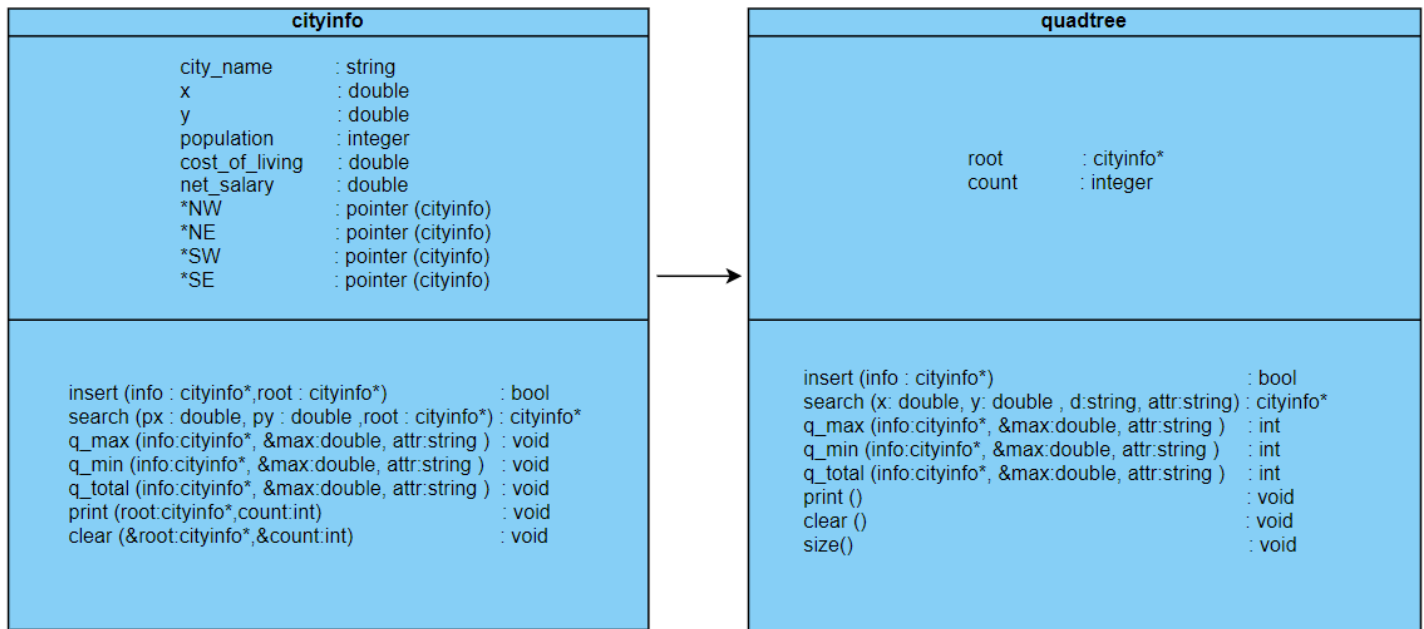 cityinfo
city_name : string
x : double
y : double
population : integer
cost_of_living : double
net_salary : double
*NW : pointer (cityinfo)
*NE : pointer (cityinfo)
*SW : pointer (cityinfo)
*SE : pointer (cityinfo)
insert (info : cityinfo*,root : cityinfo*) : bool
search (px : double, py : double ,root : cityinfo*) : cityinfo*
q_max (info:cityinfo*, &max:double, attr:string ) : void
q_min (info:cityinfo*, &max:double, attr:string ) : void
q_total (info:cityinfo*, &max:double, attr:string ) : void
print (root:cityinfo*,count:int) : void
clear (&root:cityinfo*,&count:int) : void
quadtree
root : cityinfo*
count : integer
insert (info : cityinfo*) : bool
search (x: double, y: double , d:string, attr:string) : cityinfo*
q_max (info:cityinfo*, &max:double, attr:string ) : int
q_min (info:cityinfo*, &max:double, attr:string ) : int
q_total (info:cityinfo*, &max:double, attr:string ) : int
print () : void
clear () : void
size() : void